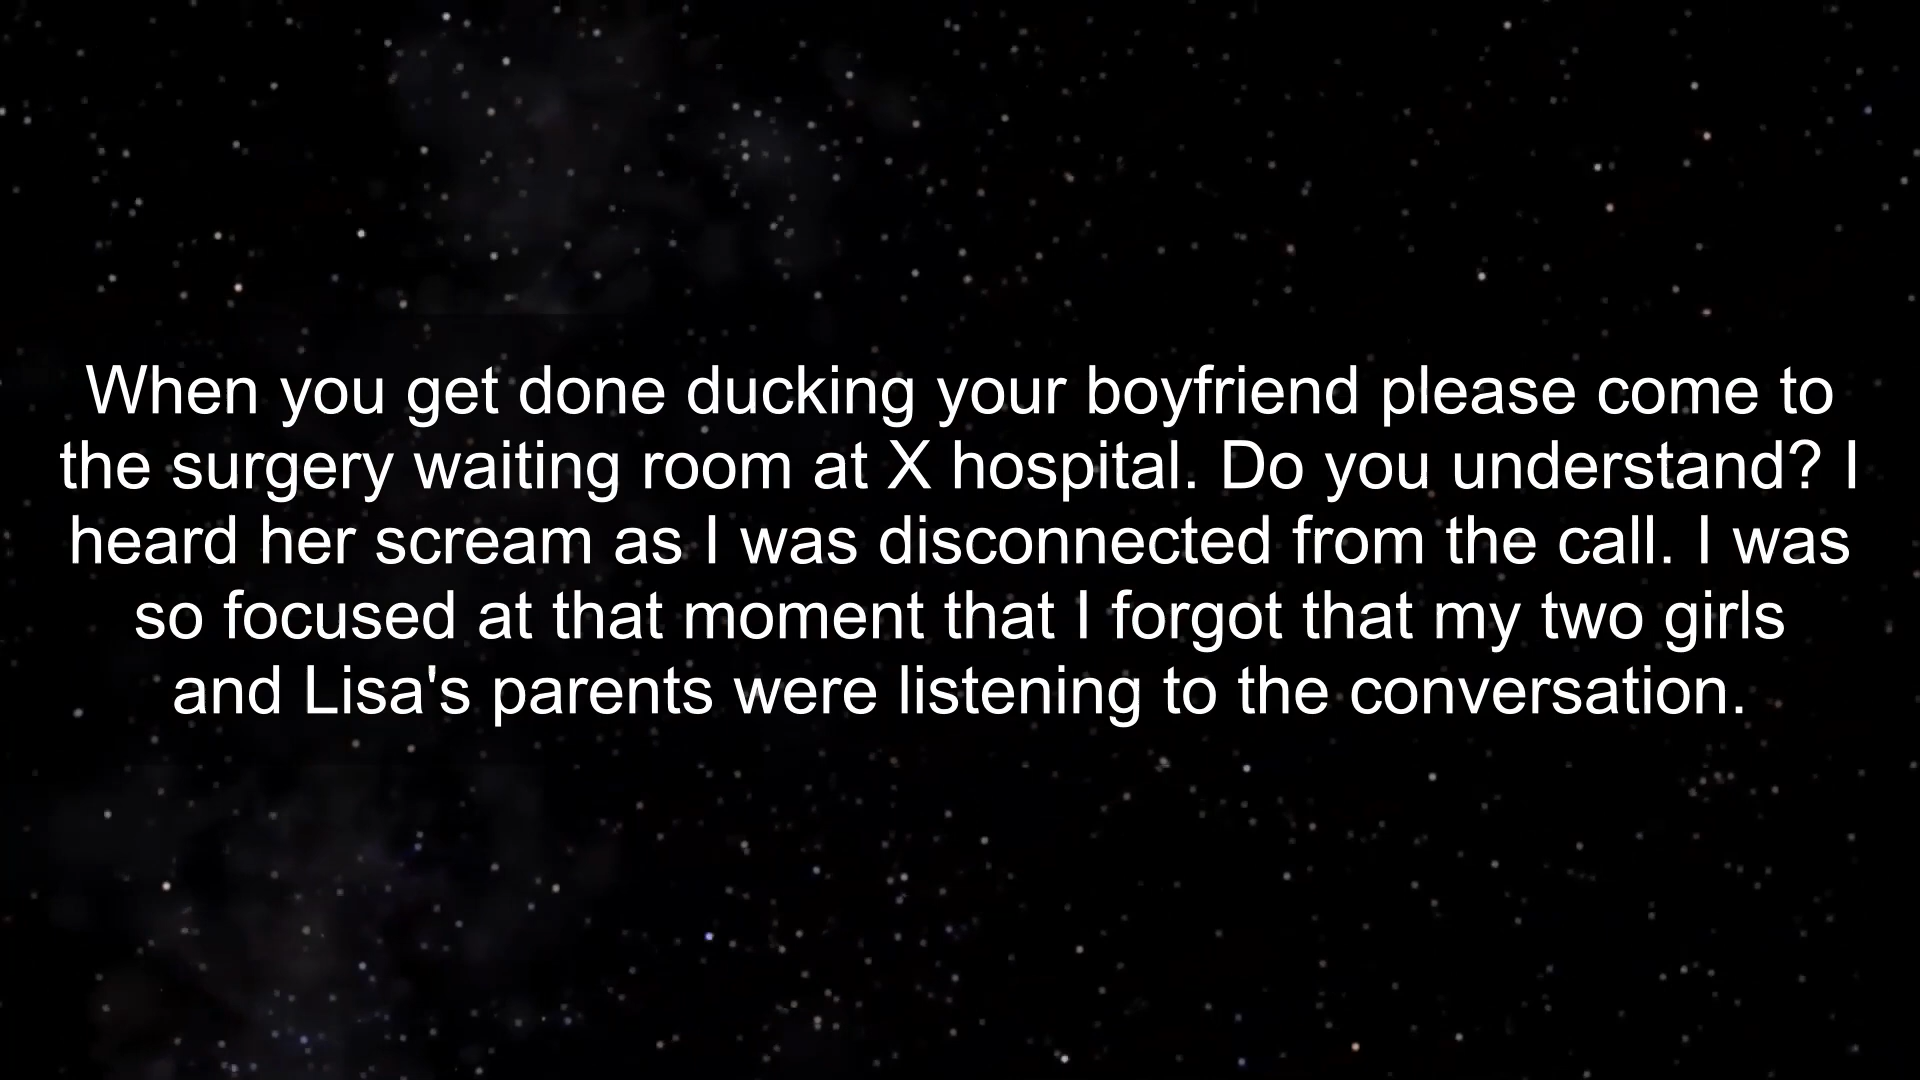 When you get done ducking your boyfriend please come to
the surgery waiting room at X hospital. Do you understand? I
heard her scream as I was disconnected from the call. I was
so focused at that moment that I forgot that my two girls
and Lisa's parents were listening to the conversation.